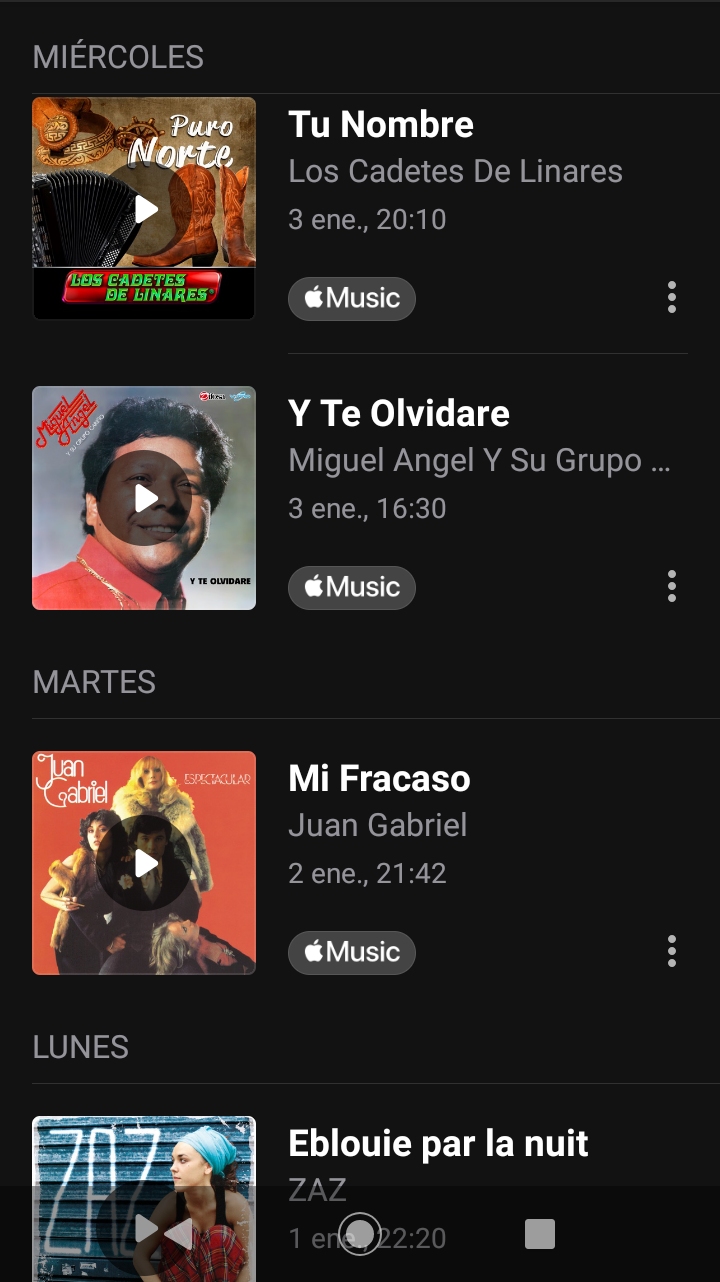 MIÉRCOLES
Puro
Norte
LOS CADETES
DE LINARES
Tu Nombre
Los Cadetes De Linares
3 ene., 20:10
Music
Miguel
Angel
Y SU GRUPO
Y TE OLVIDARE
Y Te Olvidare
Miguel Angel Y Su Grupo ...
3 ene., 16:30
Music
MARTES
Juan
Gabriel
ESPECTACULAR
Mi Fracaso
Juan Gabriel
2 ene., 21:42
Music
LUNES
ZAZ
Eblouie par la nuit
ZAZ
1 ene., 22:20